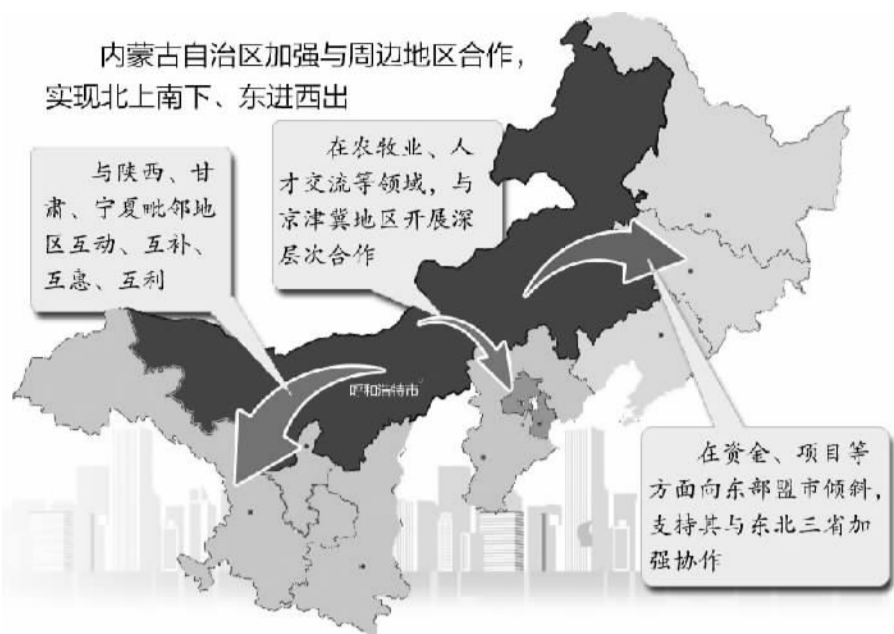 内蒙古自治区加强与周边地区合作，
实现北上南下、东进西出
与陕西、甘
肃、宁夏毗邻地
区互动、互补、
互惠、互利
在农牧业、人
才交流等领域，与
京津冀地区开展深
层次合作
呼和浩特市
在资金、项目等
方面向东部盟市倾斜，
支持其与东北三省加
强协作